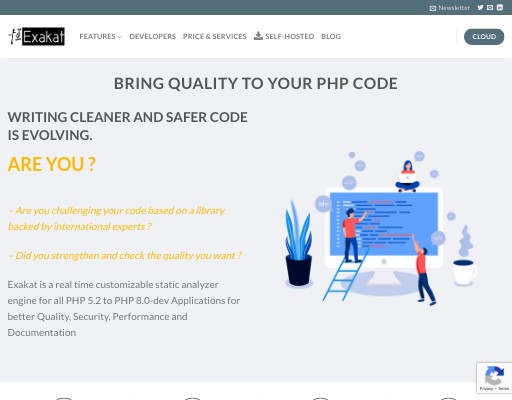 Newsletter
Exakat
FEATURES
DEVELOPERS
PRICE & SERVICES
SELF-HOSTED
BLOG
CLOUD
BRING QUALITY TO YOUR PHP CODE
WRITING CLEANER AND SAFER CODE
IS EVOLVING.
ARE YOU ?
– Are you challenging your code based on a library
backed by international experts ?
– Did you strengthen and check the quality you want ?
Exakat is a real time customizable static analyzer
engine for all PHP 5.2 to PHP 8.0-dev Applications for
better Quality, Security, Performance and
Documentation
Privacy - Terms